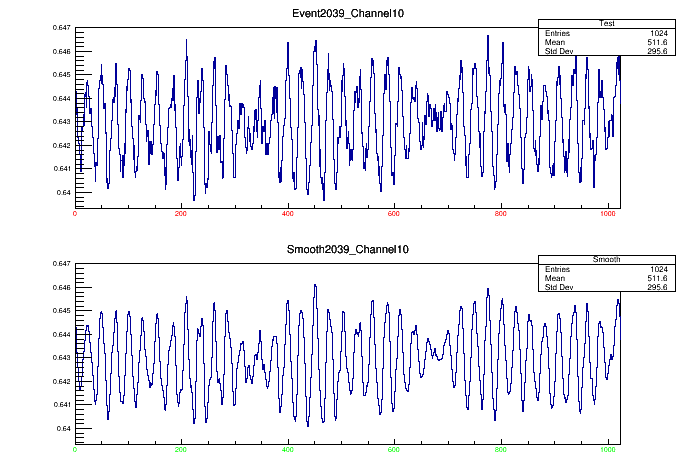 Event2039_Channel10
Test
Entries 1024
Mean 511.6
Std Dev 295.6
0.647
0.646
0.645
0.644
0.643
0.642
0.641
0.64
0 200 400 600 800 1000
Smooth2039_Channel10
Smooth
Entries 1024
Mean 511.6
Std Dev 295.6
0.647
0.646
0.645
0.644
0.643
0.642
0.641
0.64
0 200 400 600 800 1000